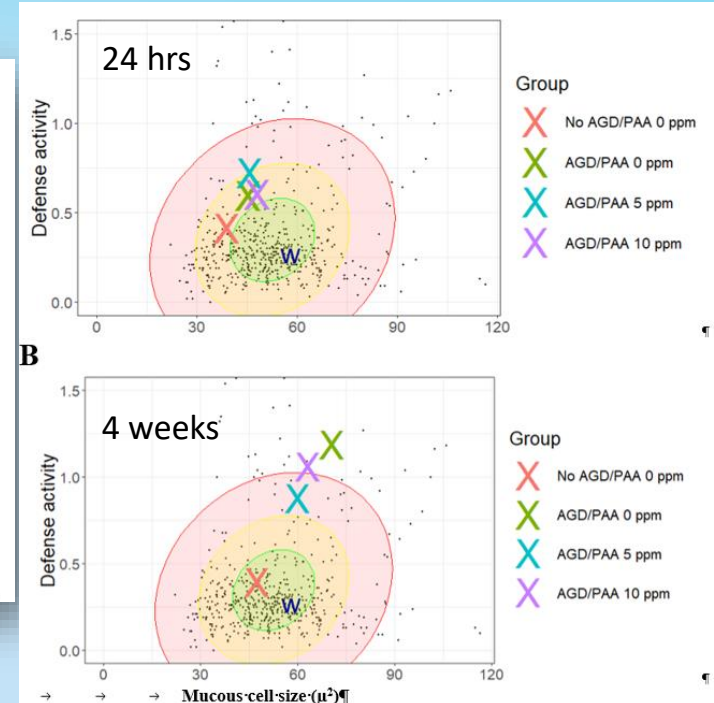 1.5
24 hrs
1.0
Defense activity
0.5
W
0.0
0 30 60 90 120
Group
No AGD/PAA 0 ppm
AGD/PAA 0 ppm
AGD/PAA 5 ppm
AGD/PAA 10 ppm
¶
B
1.5
4 weeks
1.0
Defense activity
0.5
W
0.0
0 30 60 90 120
Group
No AGD/PAA 0 ppm
AGD/PAA 0 ppm
AGD/PAA 5 ppm
AGD/PAA 10 ppm
¶
→ → → Mucous·cell·size·(µ²)¶